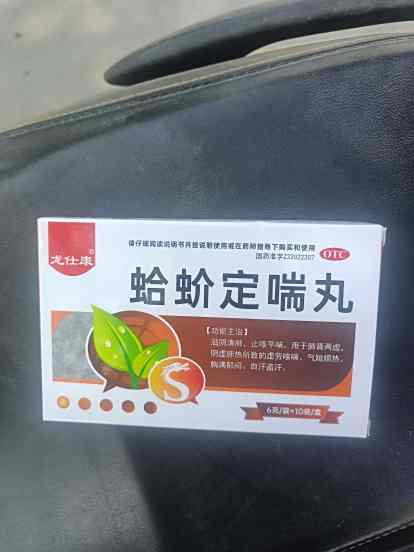 请仔细阅读说明书并按说明使用或在药师指导下购买和使用
龙仕康
国药准字Z32022207
OTC
蛤蚧定喘丸
【功能主治】
滋阴清肺，止咳平喘。用于肺肾两虚，
阴虚肺热所致的虚劳咳喘、气短烦热，
胸满郁闷，自汗盗汗。
6克/袋×10袋/盒